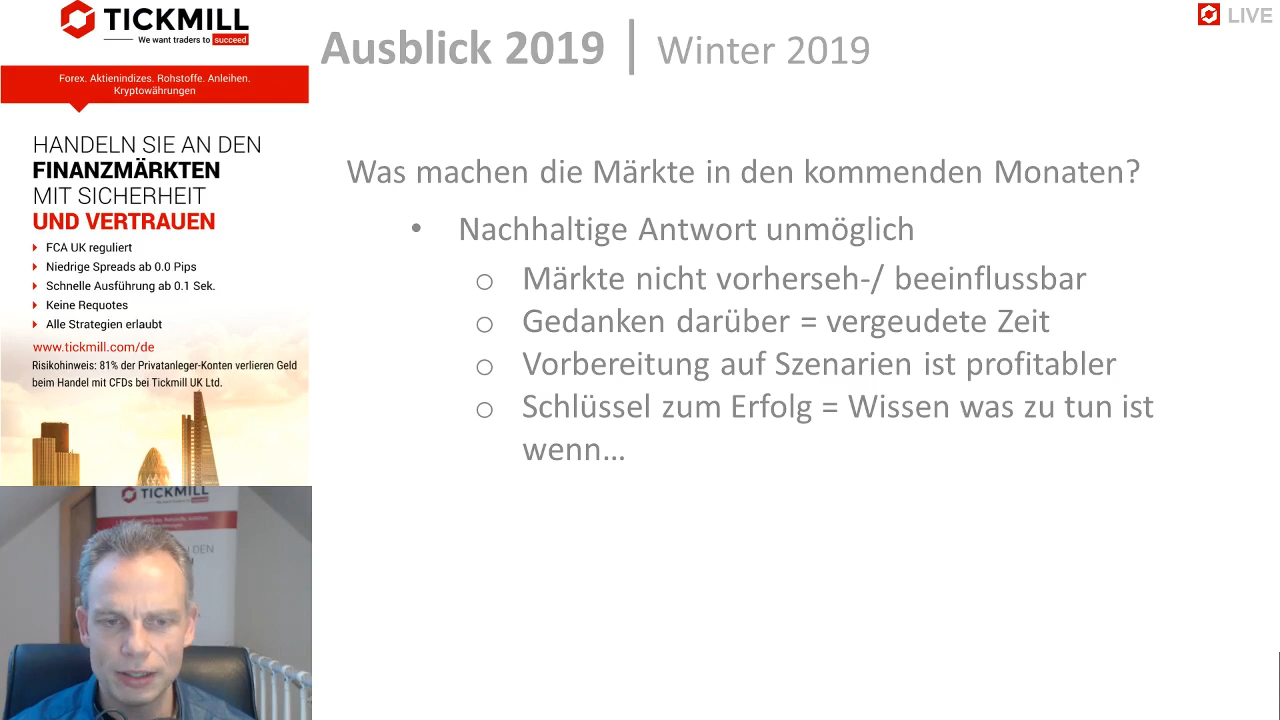 TICKMILL
We want traders to succeed
Forex. Aktienindizes. Rohstoffe. Anleihen.
Kryptowährungen
HANDELN SIE AN DEN
FINANZMÄRKTEN
MIT SICHERHEIT
UND VERTRAUEN
FCA UK reguliert
Niedrige Spreads ab 0.0 Pips
Schnelle Ausführung ab 0.1 Sek.
Keine Requotes
Alle Strategien erlaubt
www.tickmill.com/de
Risikohinweis: 81% der Privatanleger-Konten verlieren Geld
beim Handel mit CFDs bei Tickmill UK Ltd.
TICKMILL
LIVE
Ausblick 2019 | Winter 2019
Was machen die Märkte in den kommenden Monaten?
• Nachhaltige Antwort unmöglich
o Märkte nicht vorherseh-/ beeinflussbar
o Gedanken darüber = vergeudete Zeit
o Vorbereitung auf Szenarien ist profitabler
o Schlüssel zum Erfolg = Wissen was zu tun ist
wenn…